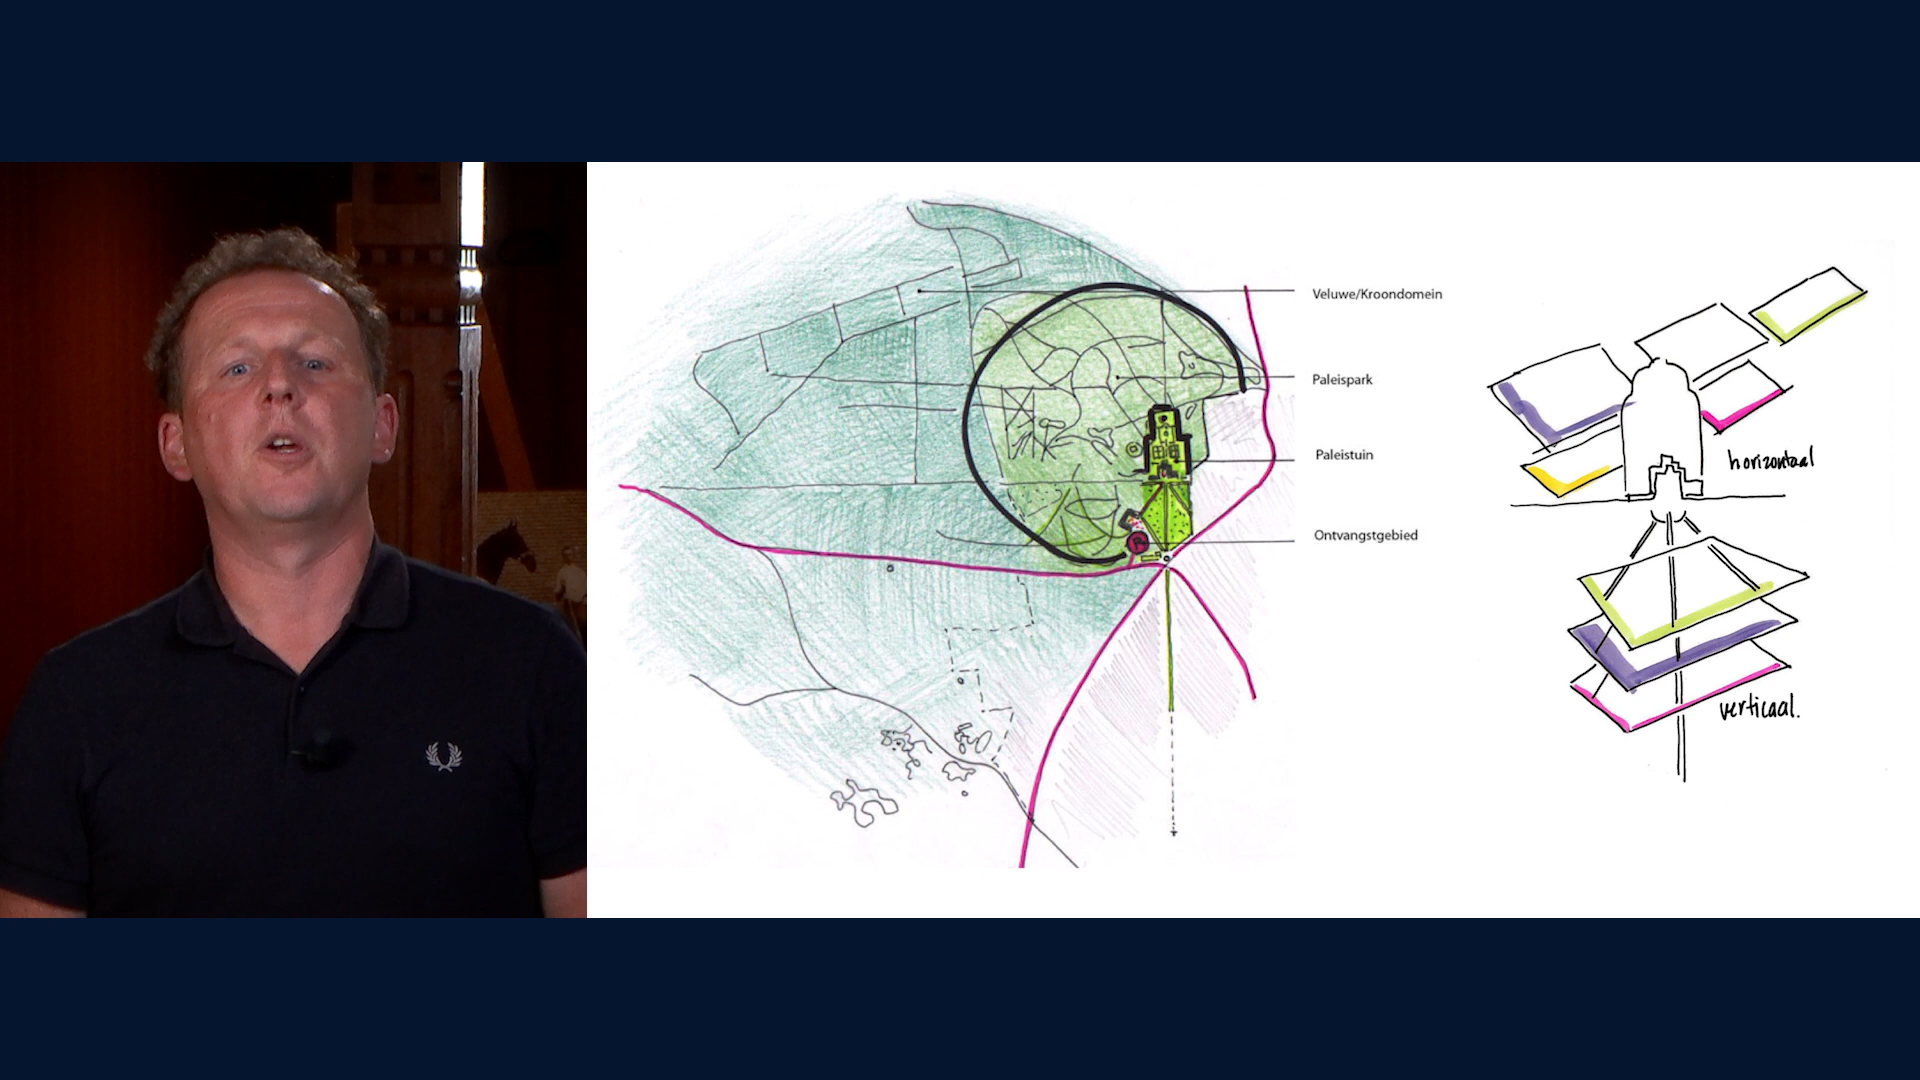 Veluwe/Kroondomein
Paleispark
Paleistuin
Ontvangstgebied
horizontaal
verticaal.